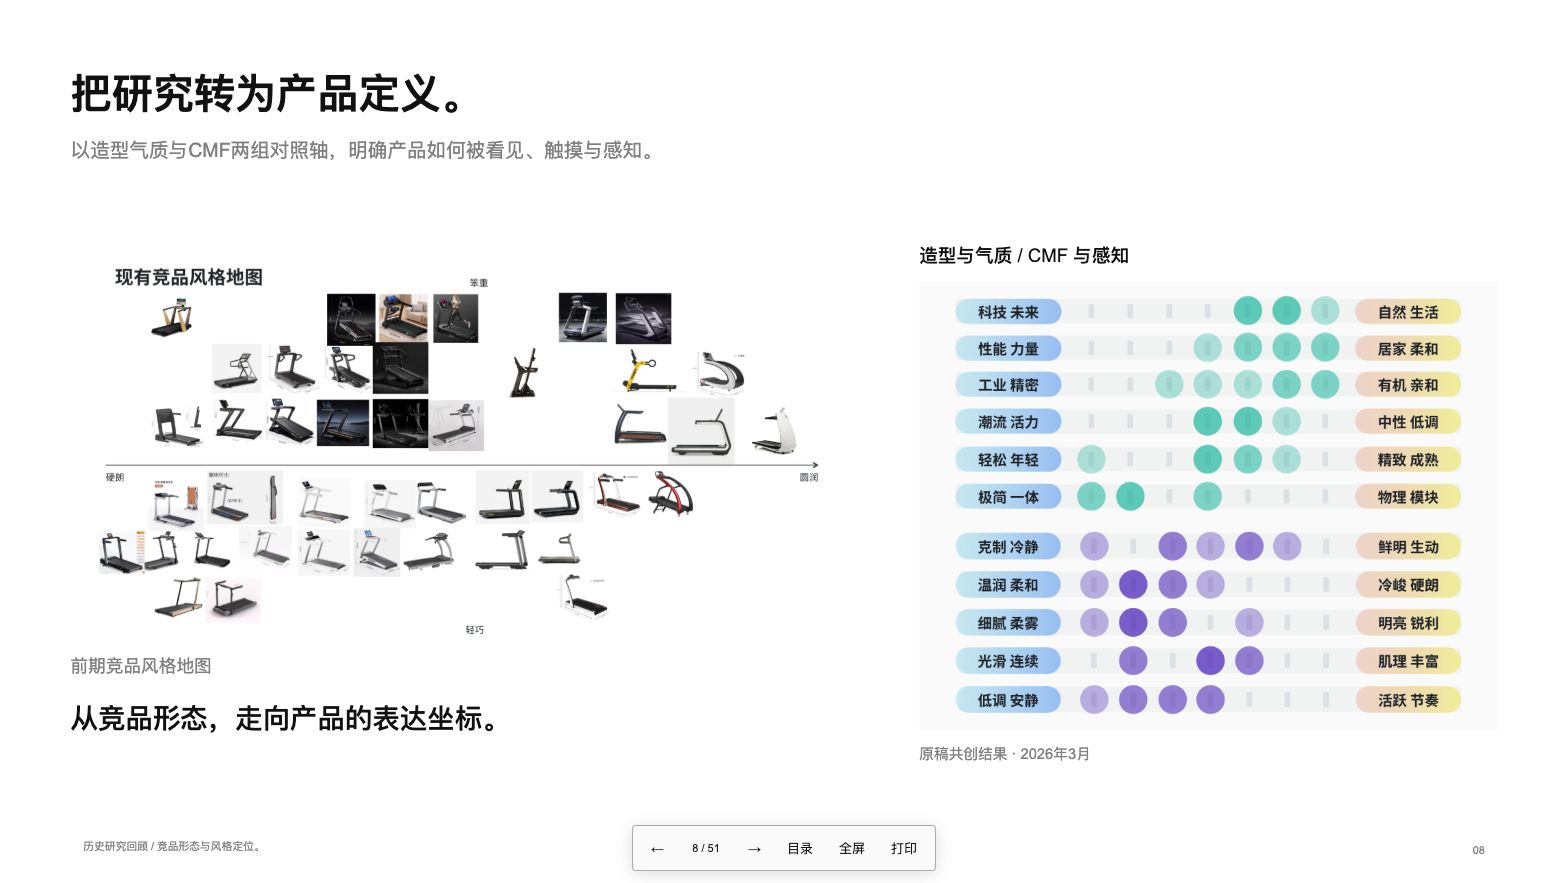 把研究转为产品定义。
以造型气质与CMF两组对照轴，明确产品如何被看见、触摸与感知。
现有竞品风格地图
笨重
硬朗
圆润
轻巧
前期竞品风格地图
从竞品形态，走向产品的表达坐标。
造型与气质 / CMF 与感知
科技 未来 自然 生活
性能 力量 居家 柔和
工业 精密 有机 亲和
潮流 活力 中性 低调
轻松 年轻 精致 成熟
极简 一体 物理 模块
克制 冷静 鲜明 生动
温润 柔和 冷峻 硬朗
细腻 柔雾 明亮 锐利
光滑 连续 肌理 丰富
低调 安静 活跃 节奏
原稿共创结果 · 2026年3月
历史研究回顾 / 竞品形态与风格定位。
← 8 / 51 → 目录 全屏 打印
08